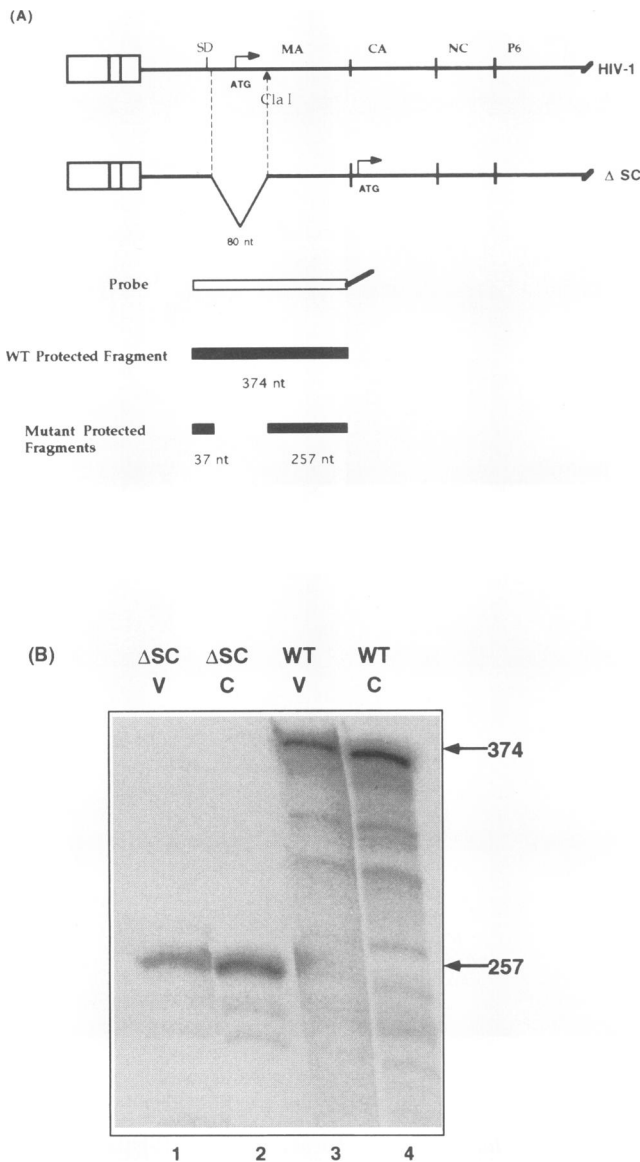 (A)
SD MA CA NC P6
ATG HIV-1
Cla I
Δ SC
ATG
80 nt
Probe
WT Protected Fragment
374 nt
Mutant Protected
Fragments
37 nt 257 nt
(B)
ΔSC ΔSC WT WT
V C V C
374
257
1 2 3 4